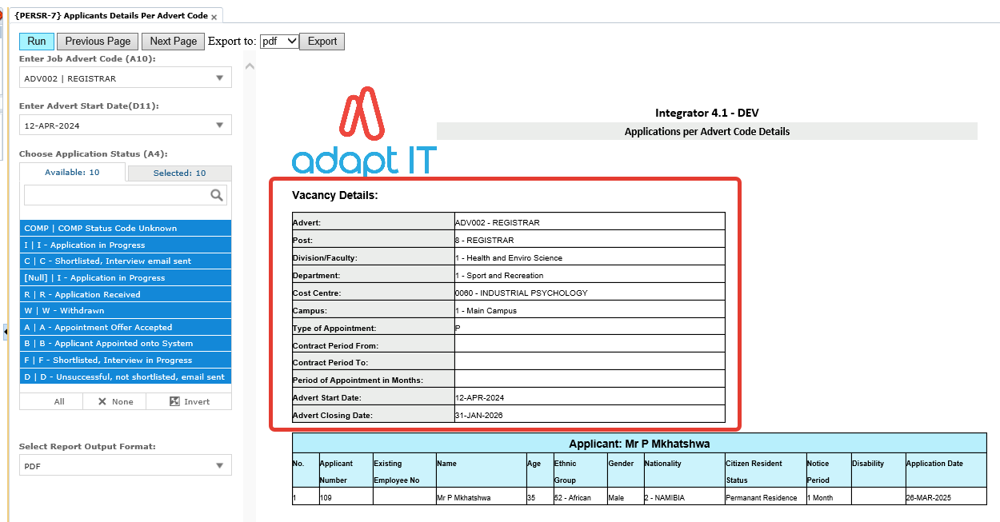 {PERSR-7} Applicants Details Per Advert Code ×
Run Previous Page Next Page Export to: pdf Export
Enter Job Advert Code (A10):
ADV002 | REGISTRAR
Enter Advert Start Date(D11):
12-APR-2024
Choose Application Status (A4):
Available: 10 Selected: 10
COMP | COMP Status Code Unknown
I | I - Application in Progress
C | C - Shortlisted, Interview email sent
[Null] | I - Application in Progress
R | R - Application Received
W | W - Withdrawn
A | A - Appointment Offer Accepted
B | B - Applicant Appointed onto System
F | F - Shortlisted, Interview in Progress
D | D - Unsuccessful, not shortlisted, email sent
All None Invert
Select Report Output Format:
PDF
adapt IT
Integrator 4.1 - DEV
Applications per Advert Code Details
Vacancy Details:
Advert: ADV002 - REGISTRAR
Post: 8 - REGISTRAR
Division/Faculty: 1 - Health and Enviro Science
Department: 1 - Sport and Recreation
Cost Centre: 0060 - INDUSTRIAL PSYCHOLOGY
Campus: 1 - Main Campus
Type of Appointment: P
Contract Period From:
Contract Period To:
Period of Appointment in Months:
Advert Start Date: 12-APR-2024
Advert Closing Date: 31-JAN-2026
Applicant: Mr P Mkhatshwa
No. Applicant Existing Name Age Ethnic Gender Nationality Citizen Resident Notice Disability Application Date
Number Employee No Group Status Period
1 109 Mr P Mkhatshwa 35 52 - African Male 2 - NAMIBIA Permanant Residence 1 Month 26-MAR-2025